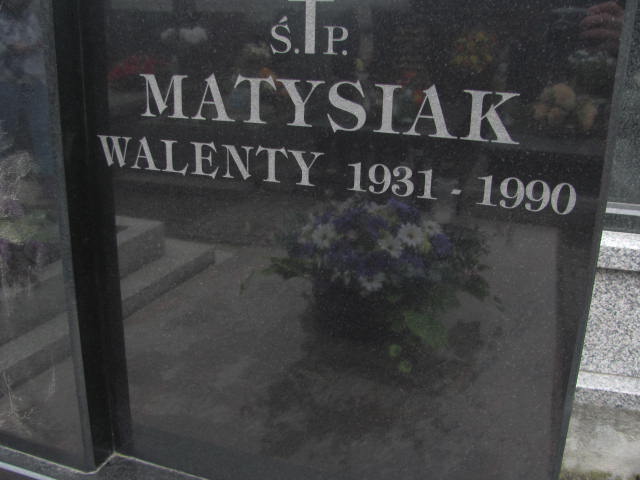 Ś. P.
MATYSIAK
WALENTY 1931 - 1990